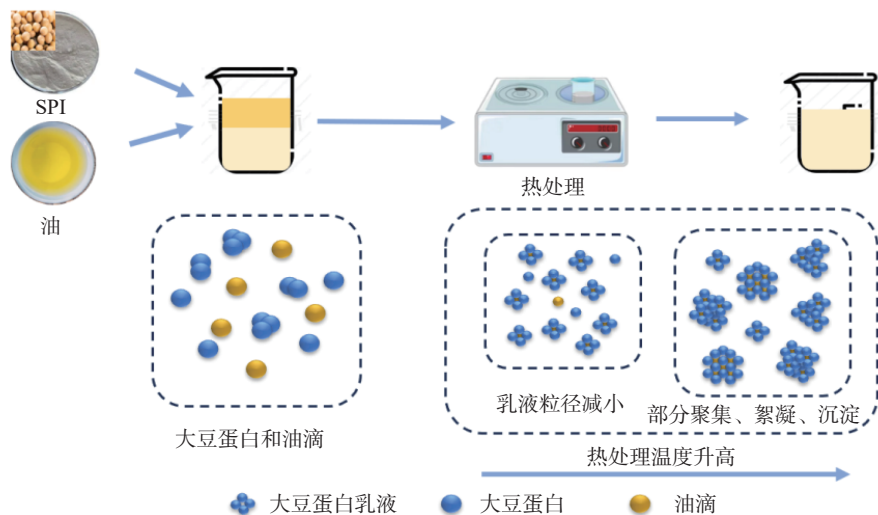 SPI
油
热处理
大豆蛋白和油滴
乳液粒径减小
部分聚集、絮凝、沉淀
热处理温度升高
大豆蛋白乳液
大豆蛋白
油滴